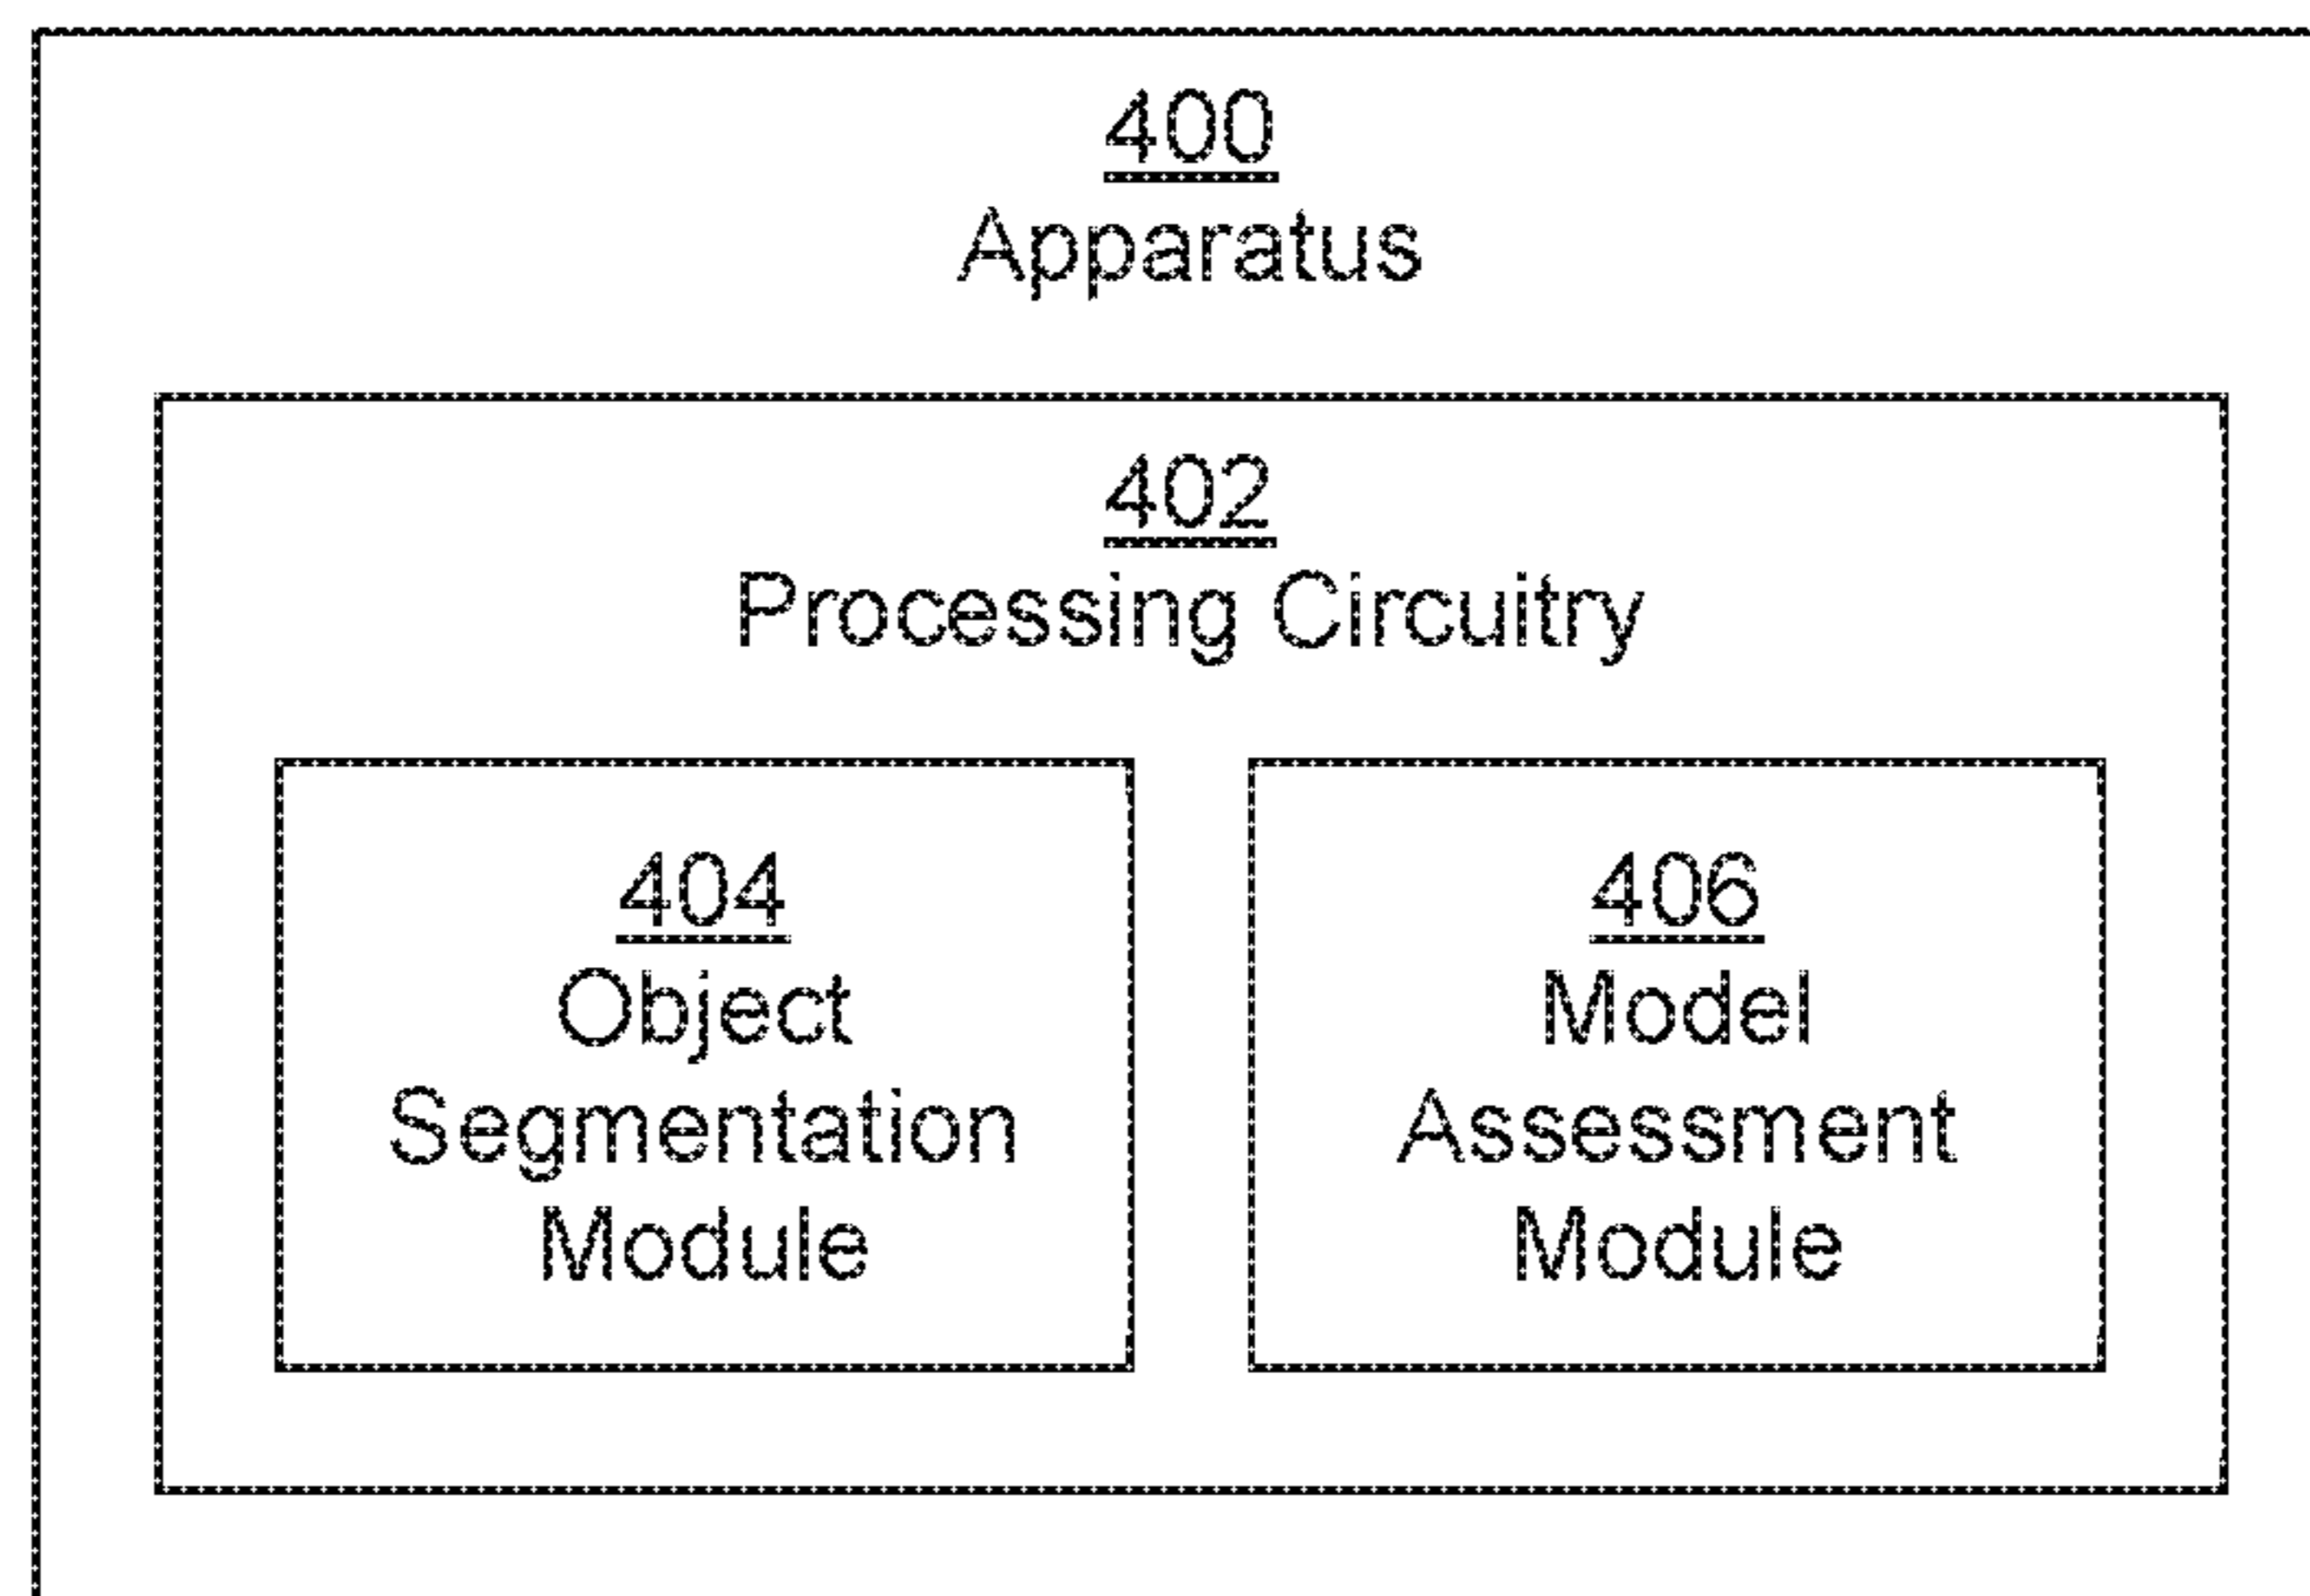 400
Apparatus
402
Processing Circuitry
404
Object
Segmentation
Module
406
Model
Assessment
Module